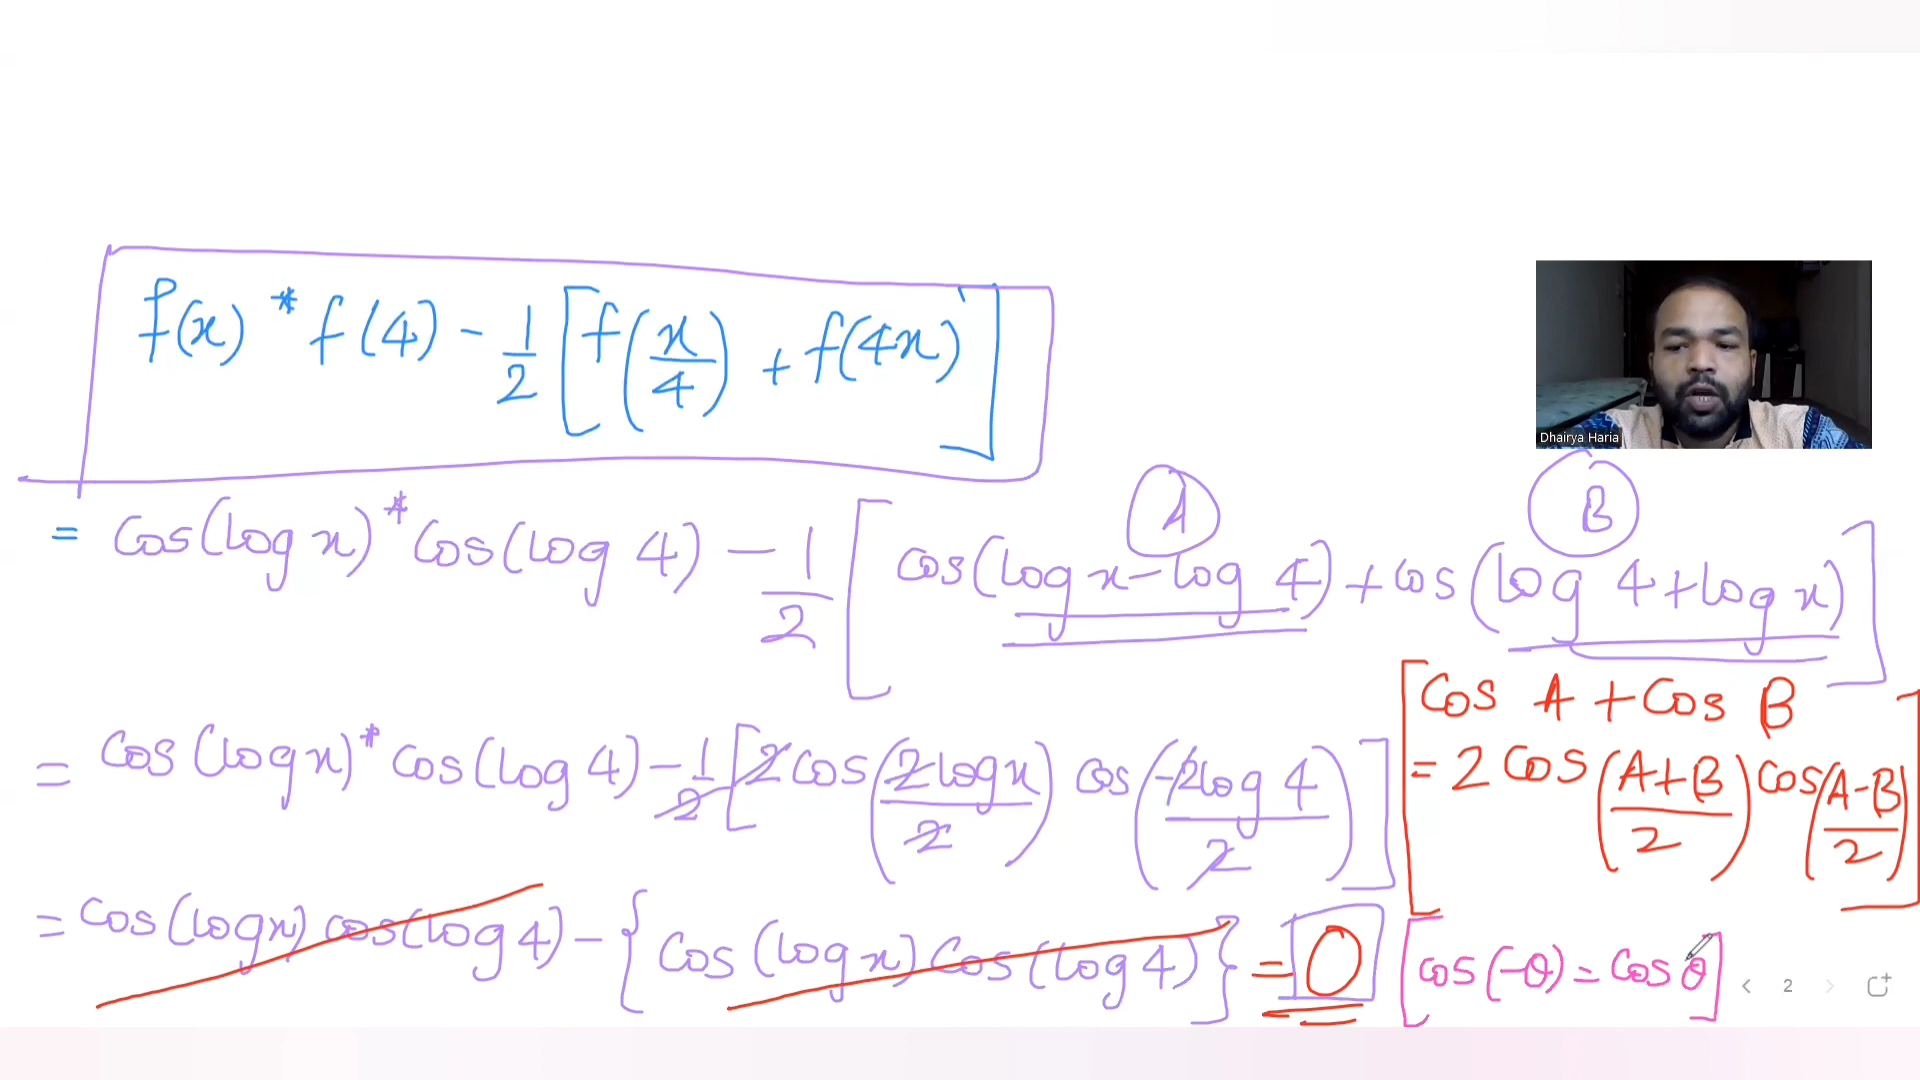 f(x) * f(4) - 1/2 [f(x/4) + f(4x)]
Dhairya Haria
A
B
= cos(log x) * cos(log 4) - 1/2 [cos(log x - log 4) + cos(log 4 + log x)]
[cos A + cos B
= 2 cos((A+B)/2) cos((A-B)/2)]
= cos(log x) * cos(log 4) - 1/2 [2 cos(2 log x/2) cos(-2 log 4/2)]
= cos(log x) cos(log 4) - {cos(log x) cos(log 4)} = 0
[cos(-θ) = cos θ]
2